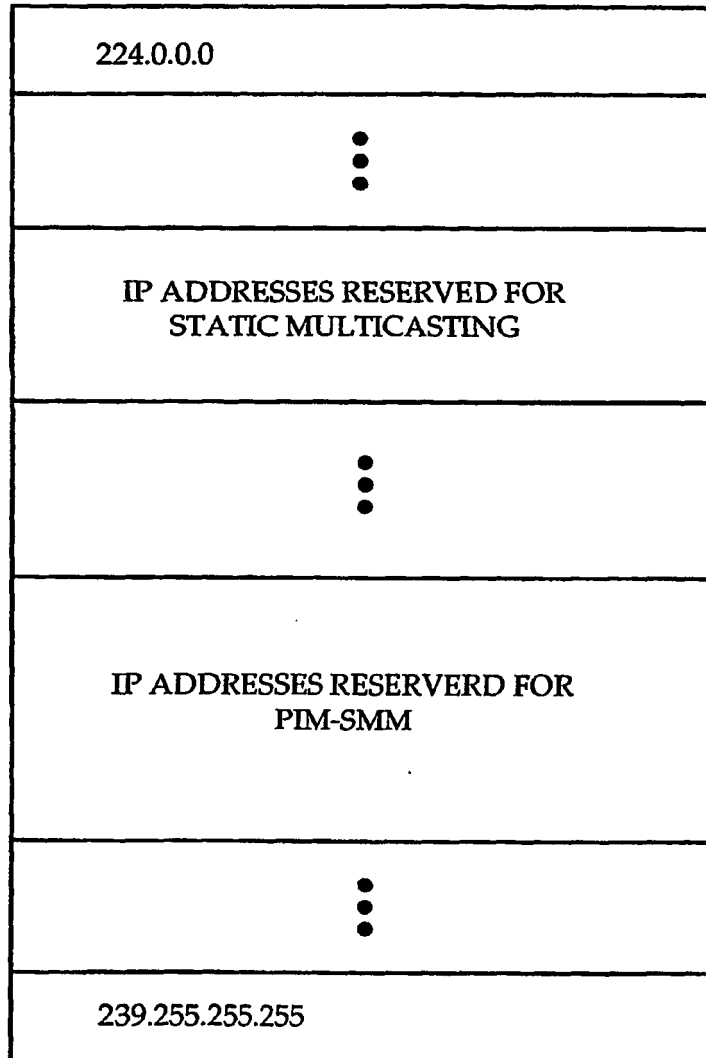 224.0.0.0
IP ADDRESSES RESERVED FOR
STATIC MULTICASTING
IP ADDRESSES RESERVERD FOR
PIM-SMM
239.255.255.255